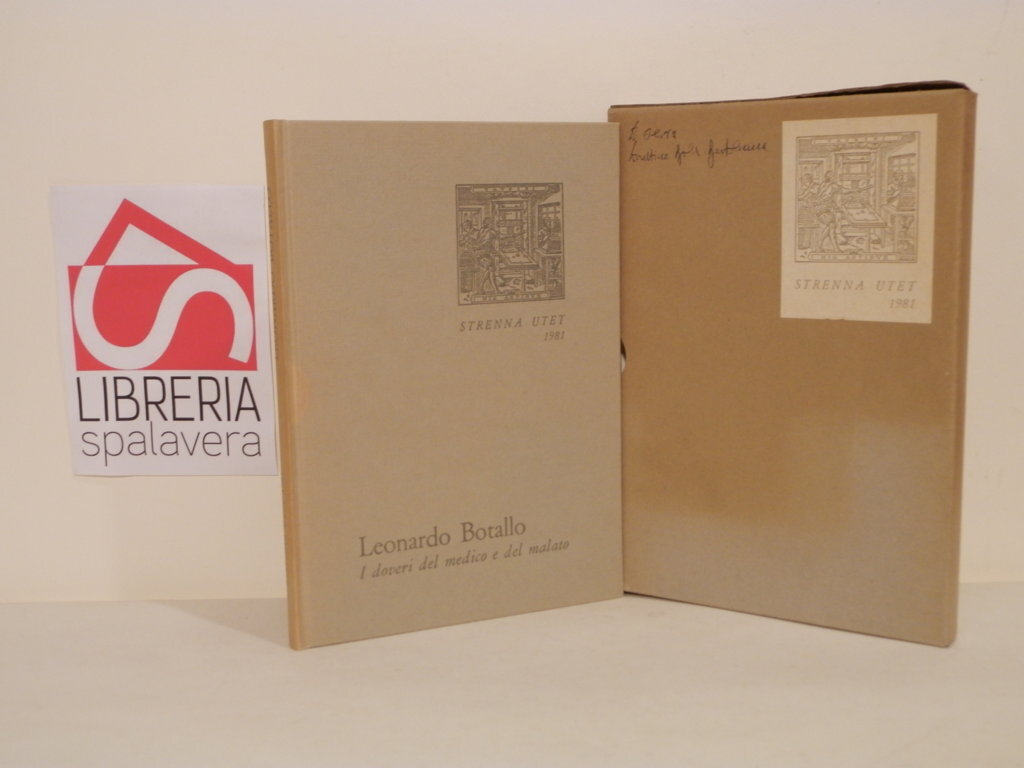 LIBRERIA
spalavera
STRENNA UTET
1981
Leonardo Botallo
I doveri del medico e del malato
STRENNA UTET
1981